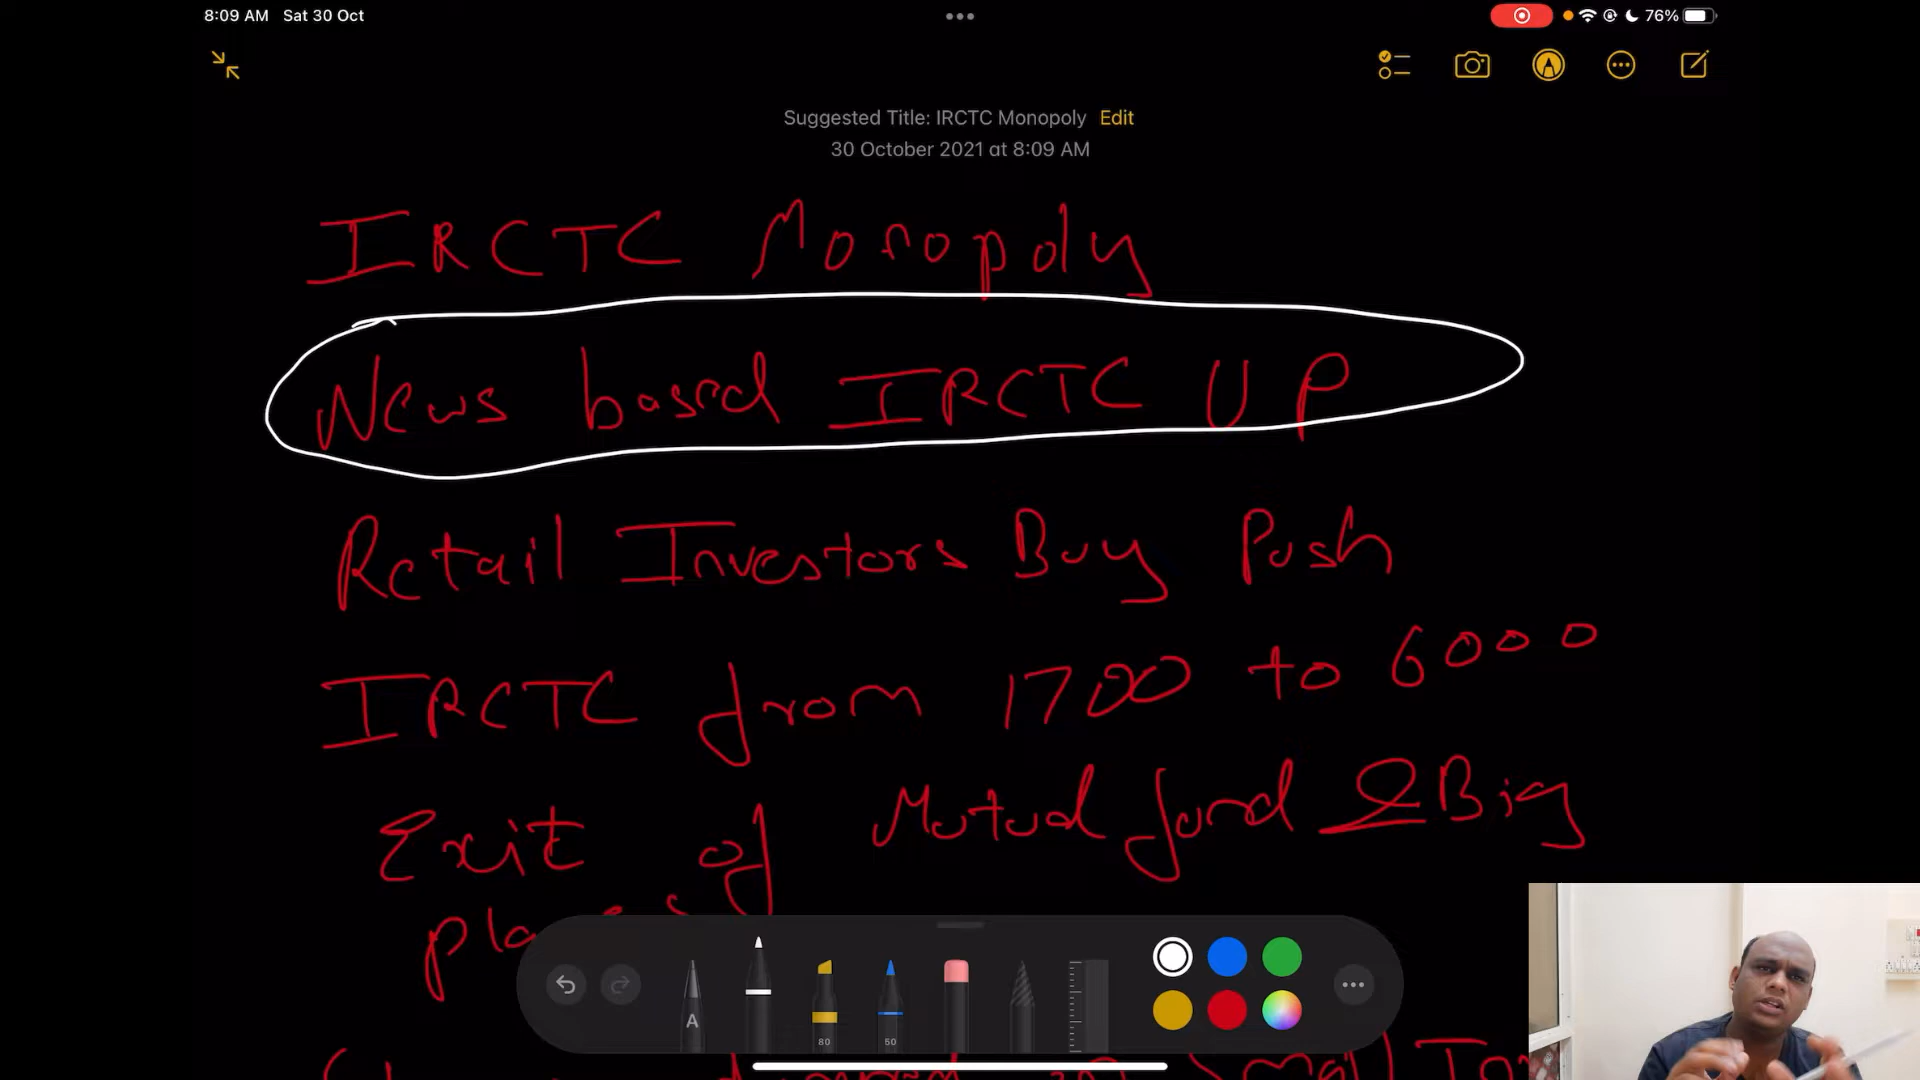 8:09 AM Sat 30 Oct
76%
Suggested Title: IRCTC Monopoly Edit
30 October 2021 at 8:09 AM
IRCTC Monopoly
News based IRCTC UP
Retail Investors Buy Push
IRCTC from 1700 to 6000
Exit of Mutual fund & Big
A
80
50
Small